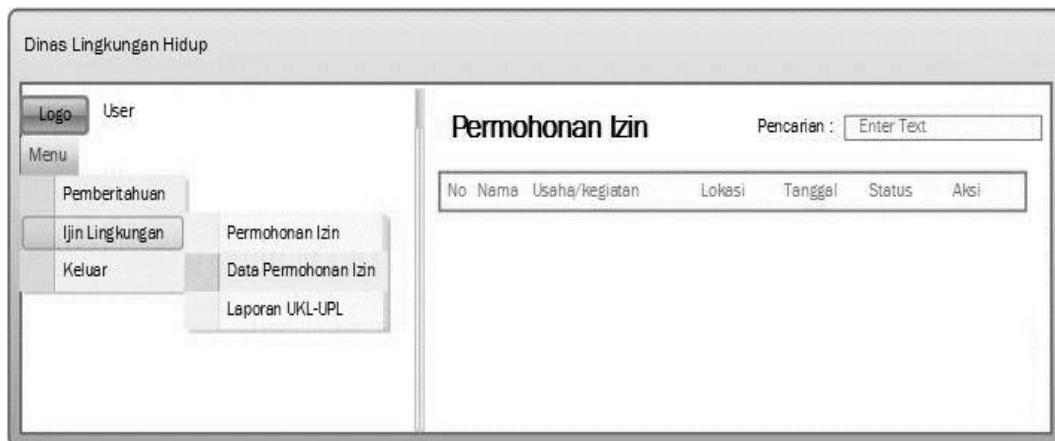 Dinas Lingkungan Hidup
Logo User
Menu
Pemberitahuan
Ijin Lingkungan
Keluar
Permohonan Izin
Data Permohonan Izin
Laporan UKL-UPL
Permohonan Izin
Pencarian : Enter Text
No Nama Usaha/kegiatan Lokasi Tanggal Status Aksi